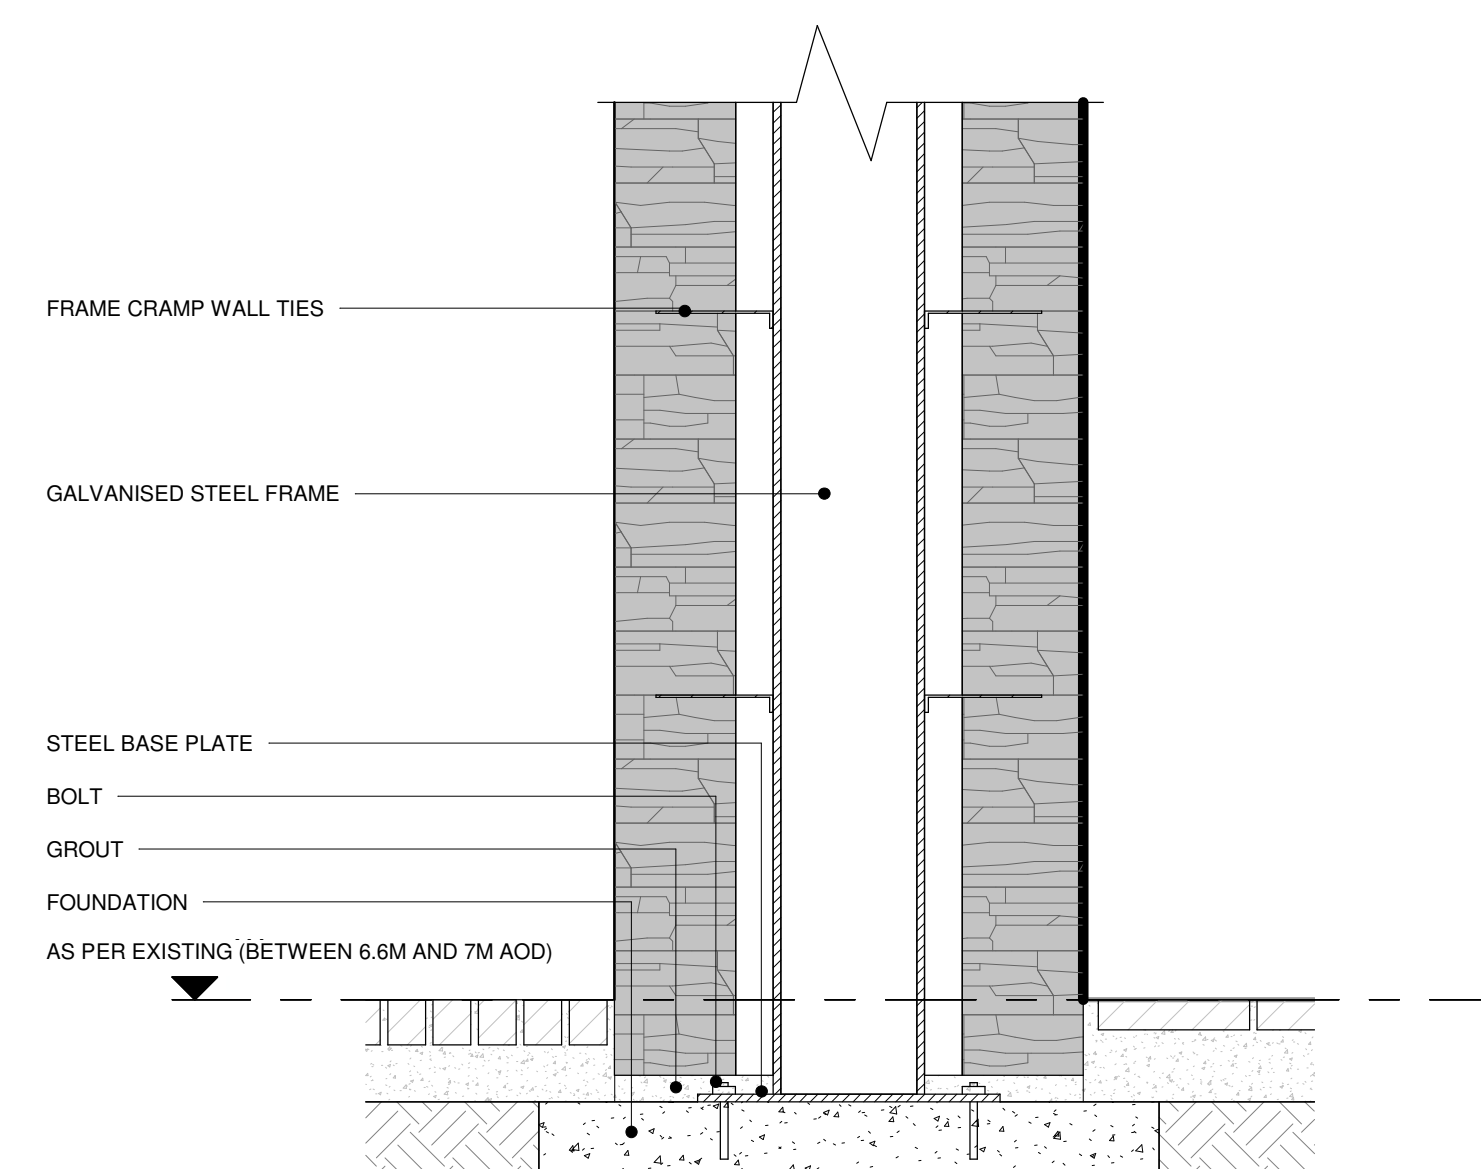 FRAME CRAMP WALL TIES
GALVANISED STEEL FRAME
STEEL BASE PLATE
BOLT
GROUT
FOUNDATION
AS PER EXISTING (BETWEEN 6.6M AND 7M AOD)